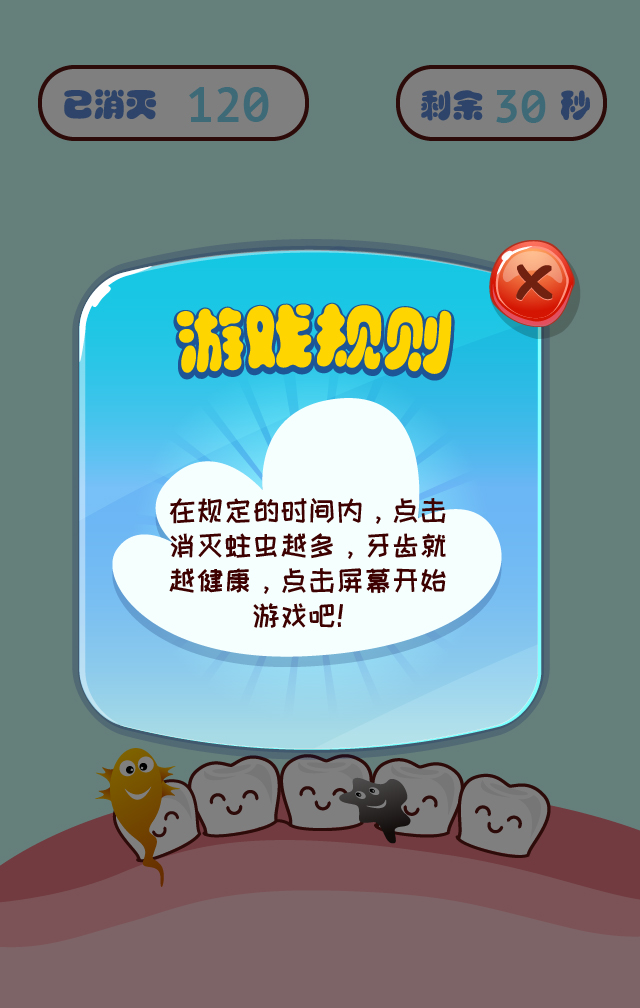 已消灭 120
剩余 30 秒
游戏规则
在规定的时间内，点击
消灭蛀虫越多，牙齿就
越健康，点击屏幕开始
游戏吧！